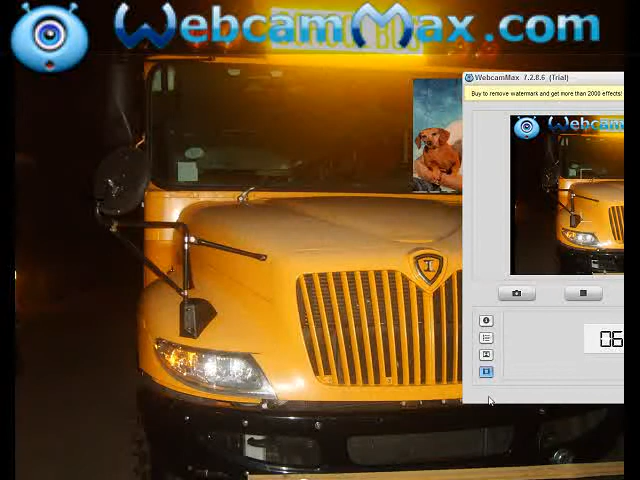 WebcamMax.com
WebcamMax 7.2.8.6 (Trial)
Buy to remove watermark and get more than 2000 effects!
06